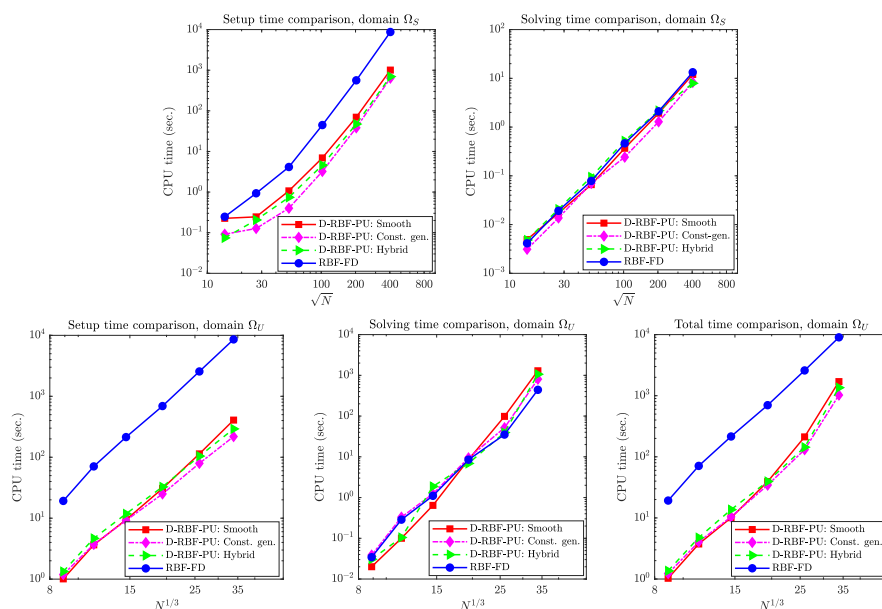 Setup time comparison, domain Ω_S
CPU time (sec.)
10^4
10^3
10^2
10^1
10^0
10^-1
10^-2
10
30
100
200
400
800
√N
D-RBF-PU: Smooth
D-RBF-PU: Const. gen.
D-RBF-PU: Hybrid
RBF-FD
Solving time comparison, domain Ω_S
CPU time (sec.)
10^2
10^1
10^0
10^-1
10^-2
10^-3
10
30
100
200
400
800
√N
D-RBF-PU: Smooth
D-RBF-PU: Const-gen.
D-RBF-PU: Hybrid
RBF-FD
Setup time comparison, domain Ω_U
CPU time (sec.)
10^4
10^3
10^2
10^1
10^0
8
15
25
35
N^1/3
D-RBF-PU: Smooth
D-RBF-PU: Const. gen.
D-RBF-PU: Hybrid
RBF-FD
Solving time comparison, domain Ω_U
CPU time (sec.)
10^4
10^3
10^2
10^1
10^0
10^-1
10^-2
8
15
25
35
N^1/3
D-RBF-PU: Smooth
D-RBF-PU: Const. gen.
D-RBF-PU: Hybrid
RBF-FD
Total time comparison, domain Ω_U
CPU time (sec.)
10^4
10^3
10^2
10^1
10^0
8
15
25
35
N^1/3
D-RBF-PU: Smooth
D-RBF-PU: Const. gen.
D-RBF-PU: Hybrid
RBF-FD